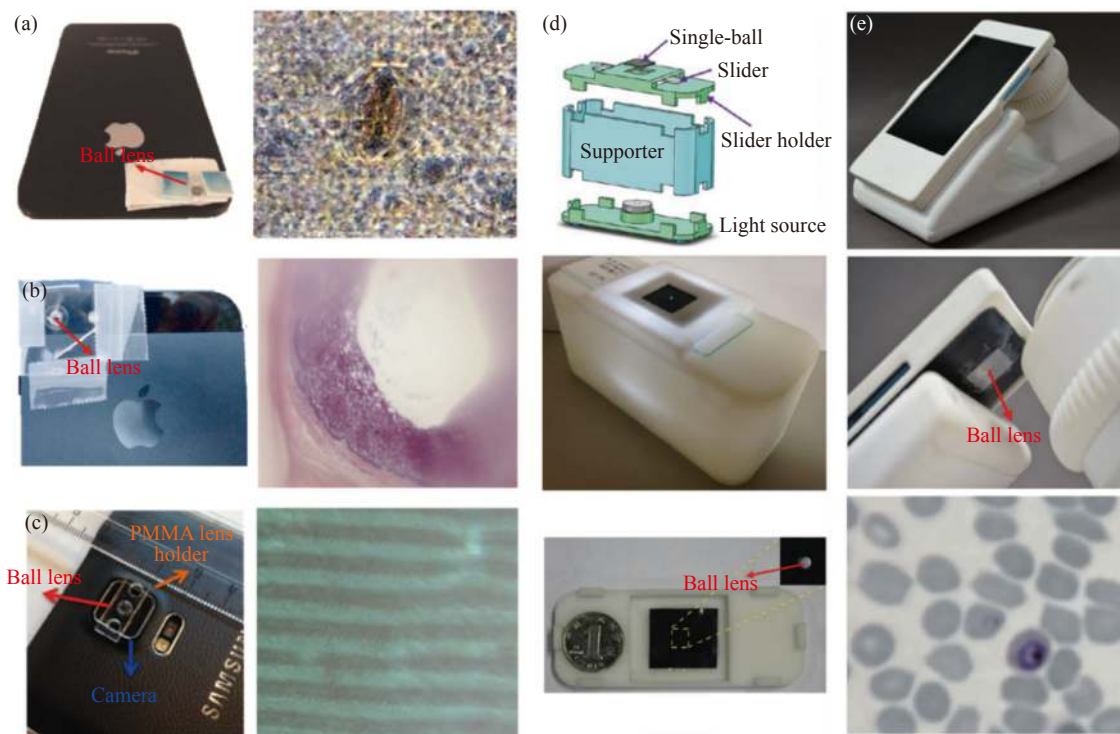 (a)
Ball lens
iPhone
(b)
Ball lens
(c)
PMMA lens
holder
Ball lens
Camera
SAMSUN
(d)
Single-ball
Slider
Slider holder
Supporter
Light source
Ball lens
(e)
Ball lens